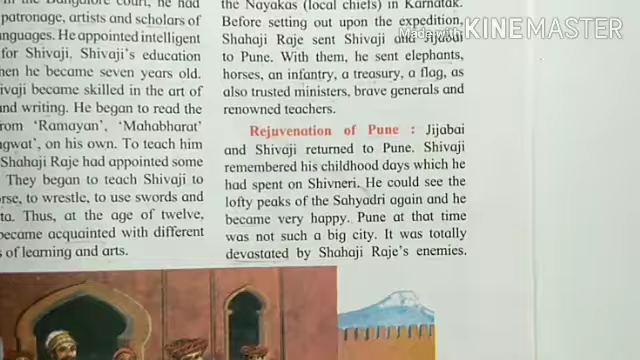 in the Bangalore court, he had
patronage, artists and scholars of
nguages. He appointed intelligent
for Shivaji, Shivaji's education
hen he became seven years old.
ivaji became skilled in the art of
nd writing. He began to read the
rom 'Ramayan', 'Mahabharat'
gwat', on his own. To teach him
Shahaji Raje had appointed some
They began to teach Shivaji to
rse, to wrestle, to use swords and
ta. Thus, at the age of twelve,
became acquainted with different
s of learning and arts.
the Nayakas (local chiefs) in Karnatak.
Before setting out upon the expedition,
Shahaji Raje sent Shivaji and Jijabai
to Pune. With them, he sent elephants,
horses, an infantry, a treasury, a flag, as
also trusted ministers, brave generals and
renowned teachers.
Rejuvenation of Pune : Jijabai
and Shivaji returned to Pune. Shivaji
remembered his childhood days which he
had spent on Shivneri. He could see the
lofty peaks of the Sahyadri again and he
became very happy. Pune at that time
was not such a big city. It was totally
devastated by Shahaji Raje's enemies.
Made with KINEMASTER